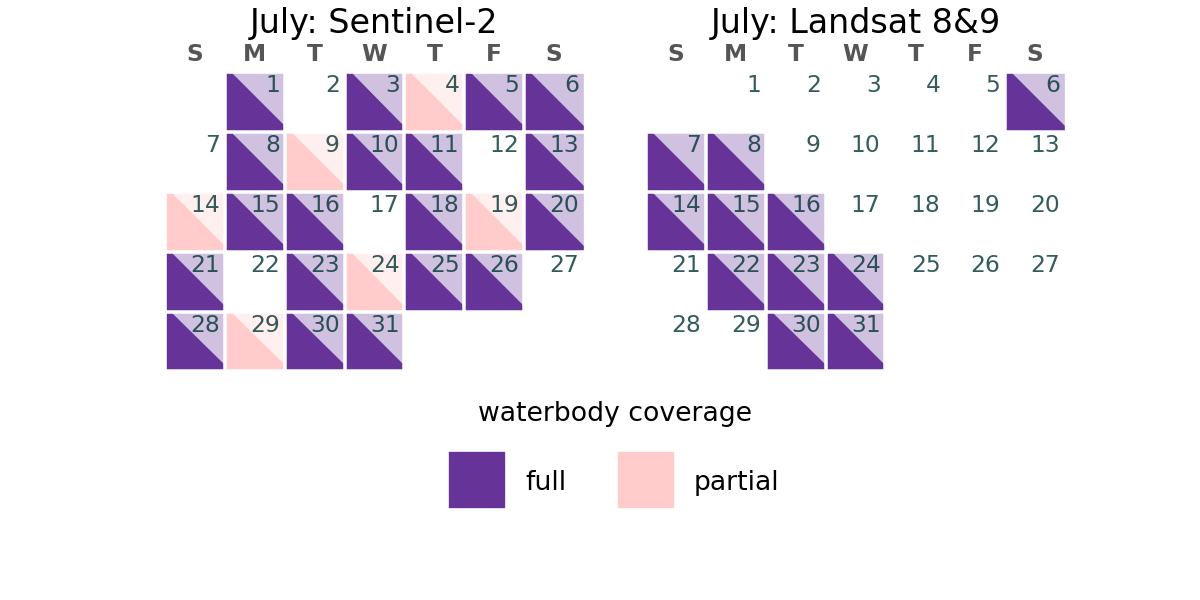 July: Sentinel-2
S M T W T F S
1 2 3 4 5 6
7 8 9 10 11 12 13
14 15 16 17 18 19 20
21 22 23 24 25 26 27
28 29 30 31
July: Landsat 8&9
S M T W T F S
1 2 3 4 5 6
7 8 9 10 11 12 13
14 15 16 17 18 19 20
21 22 23 24 25 26 27
28 29 30 31
waterbody coverage
full partial